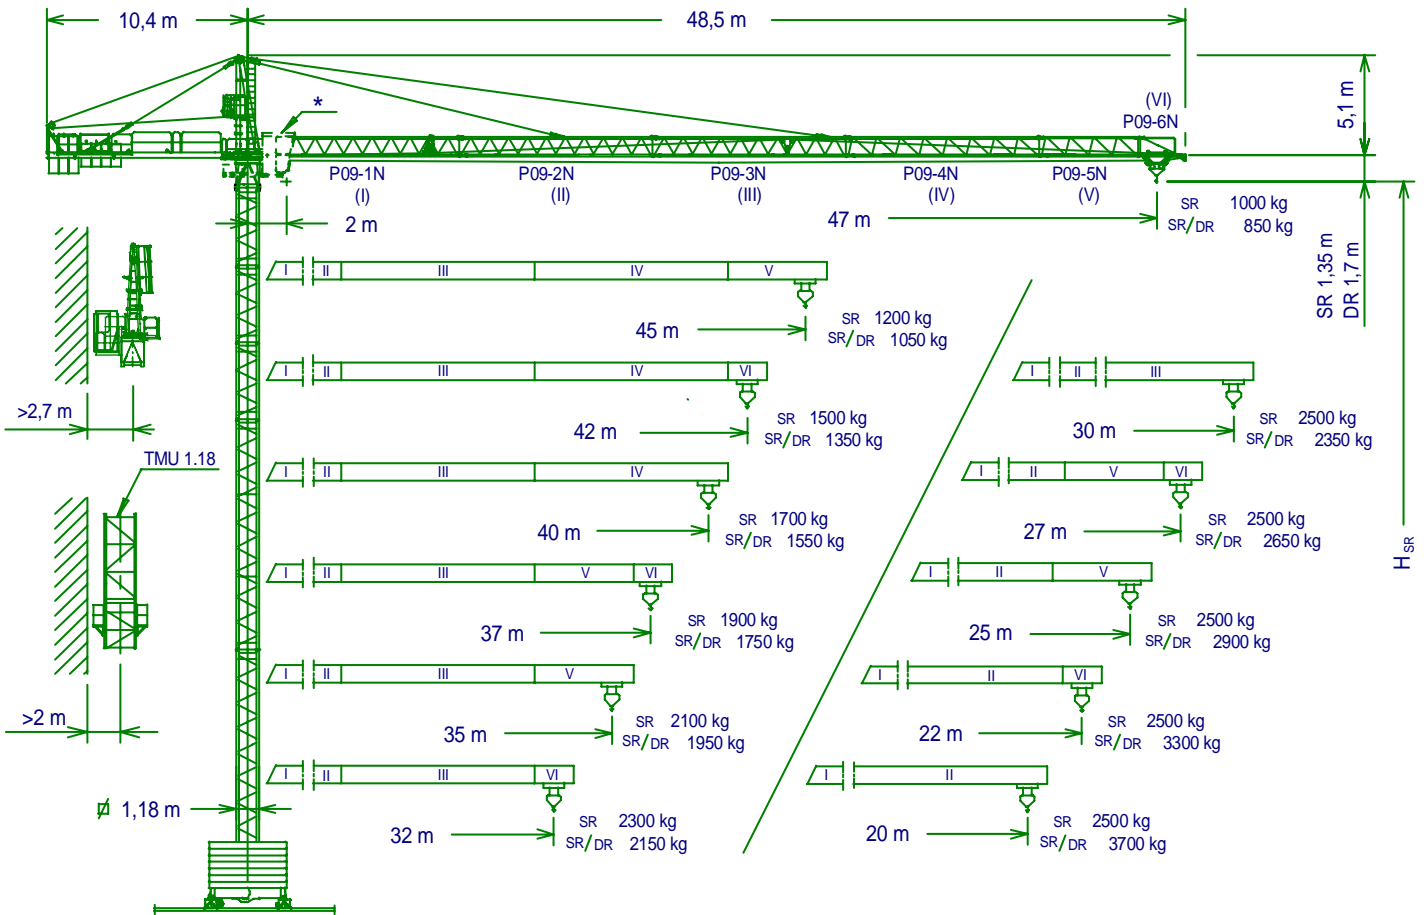 10,4 m
48,5 m
*
(VI)
P09-6N
5,1 m
P09-1N
(I)
P09-2N
(II)
P09-3N
(III)
P09-4N
(IV)
P09-5N
(V)
2 m
47 m
SR 1000 kg
SR/DR 850 kg
SR 1,35 m
DR 1,7 m
H SR
I II III IV V
45 m
SR 1200 kg
SR/DR 1050 kg
I II III IV VI
42 m
SR 1500 kg
SR/DR 1350 kg
I II III
30 m
SR 2500 kg
SR/DR 2350 kg
>2,7 m
TMU 1.18
I II III IV
40 m
SR 1700 kg
SR/DR 1550 kg
I II V VI
27 m
SR 2500 kg
SR/DR 2650 kg
I II III V VI
37 m
SR 1900 kg
SR/DR 1750 kg
I II V
25 m
SR 2500 kg
SR/DR 2900 kg
>2 m
I II III V
35 m
SR 2100 kg
SR/DR 1950 kg
I II VI
22 m
SR 2500 kg
SR/DR 3300 kg
1,18 m
I II III VI
32 m
SR 2300 kg
SR/DR 2150 kg
I II
20 m
SR 2500 kg
SR/DR 3700 kg